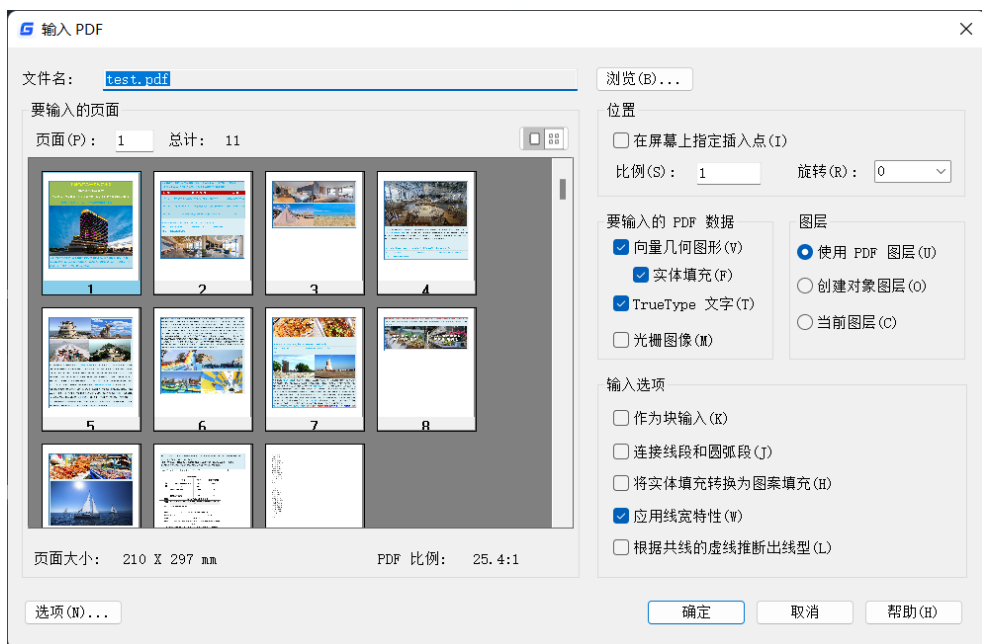 输入 PDF
文件名: test.pdf 浏览(B)...
要输入的页面
页面(P): 1 总计: 11
1 2 3 4
5 6 7 8
页面大小: 210 X 297 mm PDF 比例: 25.4:1
位置
在屏幕上指定插入点(I)
比例(S): 1 旋转(R): 0
要输入的 PDF 数据
向量几何图形(V)
实体填充(F)
TrueType 文字(T)
光栅图像(M)
图层
使用 PDF 图层(U)
创建对象图层(O)
当前图层(C)
输入选项
作为块输入(K)
连接线段和圆弧段(J)
将实体填充转换为图案填充(H)
应用线宽特性(W)
根据共线的虚线推断出线型(L)
选项(N)... 确定 取消 帮助(H)